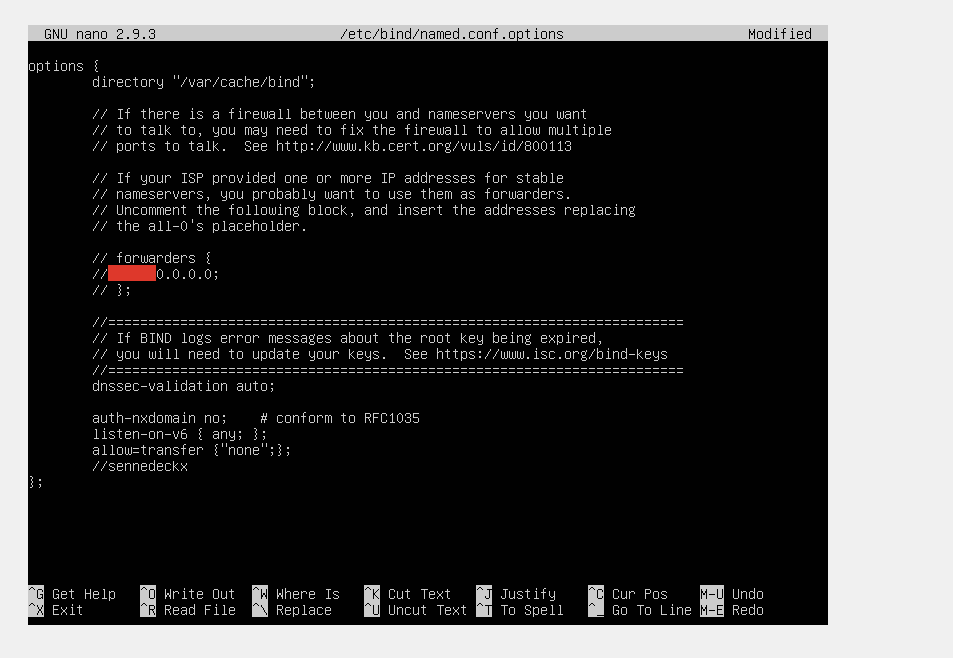 GNU nano 2.9.3 /etc/bind/named.conf.options Modified
options {
directory "/var/cache/bind";
// If there is a firewall between you and nameservers you want
// to talk to, you may need to fix the firewall to allow multiple
// ports to talk.  See http://www.kb.cert.org/vuls/id/800113
// If your ISP provided one or more IP addresses for stable
// nameservers, you probably want to use them as forwarders.
// Uncomment the following block, and insert the addresses replacing
// the all-0's placeholder.
// forwarders {
// 0.0.0.0;
// };
//========================================================================
// If BIND logs error messages about the root key being expired,
// you will need to update your keys.  See https://www.isc.org/bind-keys
//========================================================================
dnssec-validation auto;
auth-nxdomain no;    # conform to RFC1035
listen-on-v6 { any; };
allow=transfer {"none";};
//sennedeckx
};
^G Get Help ^O Write Out ^W Where Is ^K Cut Text ^J Justify ^C Cur Pos M-U Undo
^X Exit ^R Read File ^\ Replace ^U Uncut Text ^T To Spell ^_ Go To Line M-E Redo